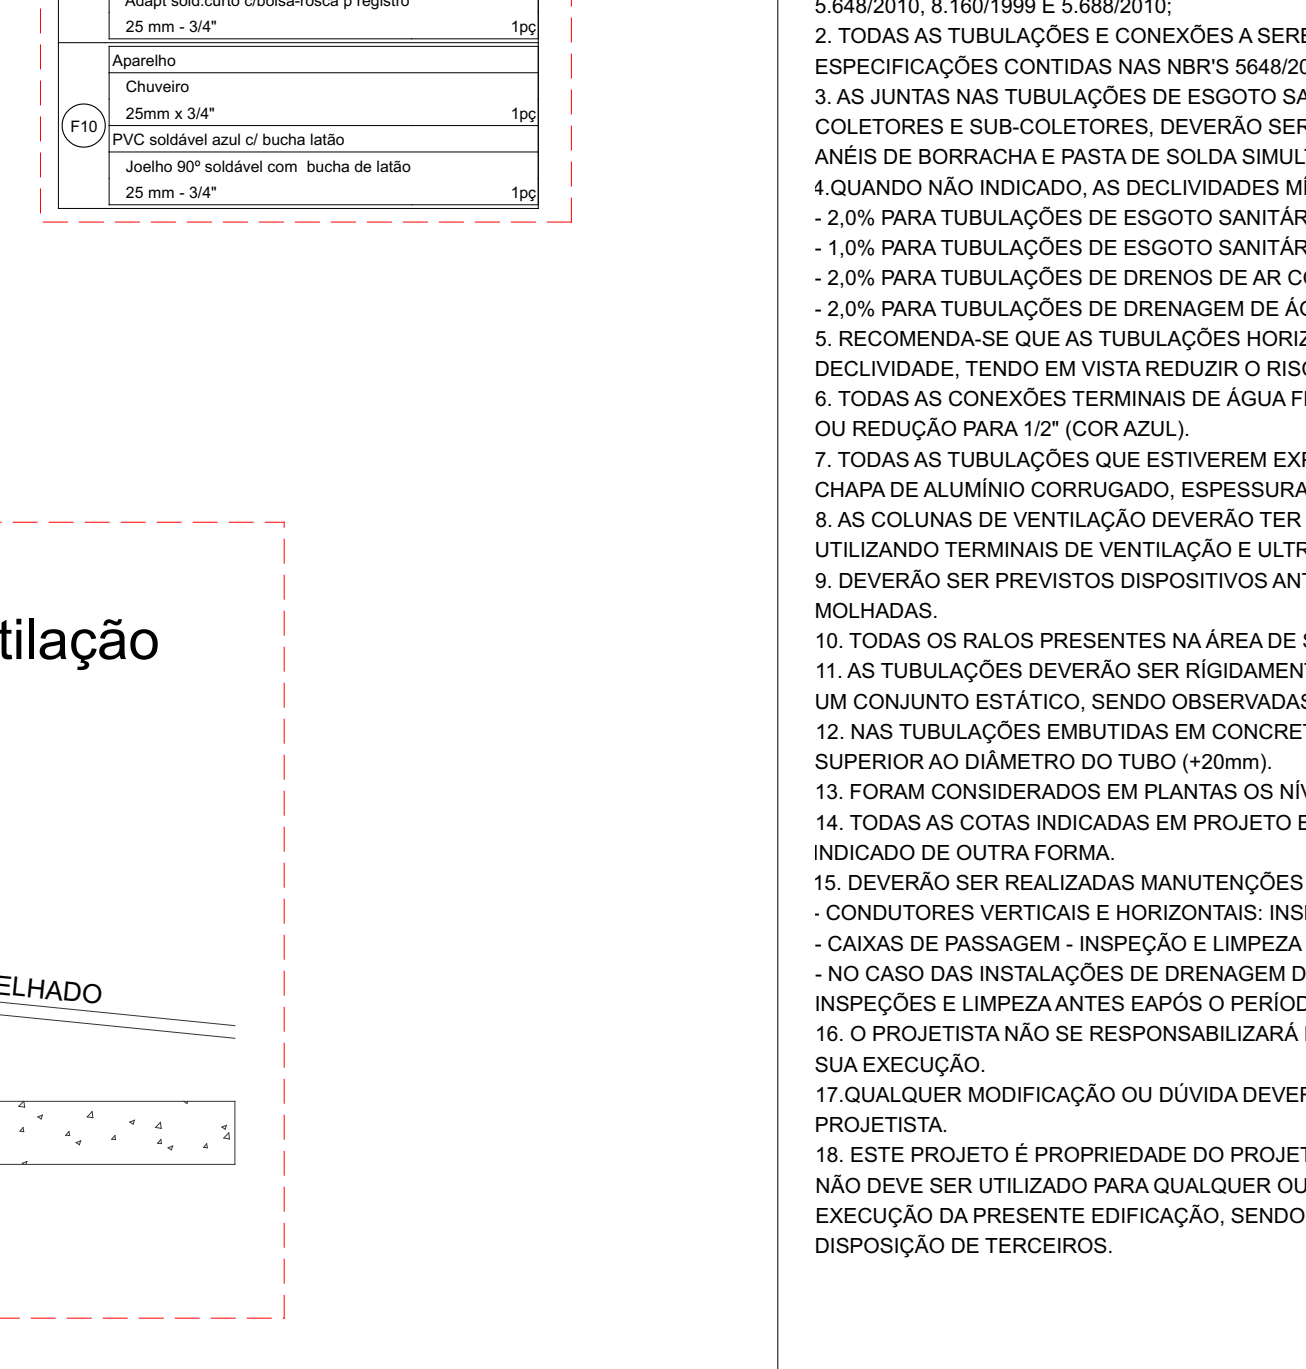 Adapt sold.curto c/bolsa-rosca p registro
25 mm - 3/4" 1pç
Aparelho
Chuveiro
25mm x 3/4" 1pç
F10
PVC soldável azul c/ bucha latão
Joelho 90º soldável com bucha de latão
25 mm - 3/4" 1pç
tilação
ELHADO
5.648/2010, 8.160/1999 E 5.688/2010;
2. TODAS AS TUBULAÇÕES E CONEXÕES A SERE
ESPECIFICAÇÕES CONTIDAS NAS NBR'S 5648/20
3. AS JUNTAS NAS TUBULAÇÕES DE ESGOTO SA
COLETORES E SUB-COLETORES, DEVERÃO SER
ANÉIS DE BORRACHA E PASTA DE SOLDA SIMUL
4.QUANDO NÃO INDICADO, AS DECLIVIDADES MÍ
- 2,0% PARA TUBULAÇÕES DE ESGOTO SANITÁR
- 1,0% PARA TUBULAÇÕES DE ESGOTO SANITÁR
- 2,0% PARA TUBULAÇÕES DE DRENOS DE AR CO
- 2,0% PARA TUBULAÇÕES DE DRENAGEM DE ÁG
5. RECOMENDA-SE QUE AS TUBULAÇÕES HORIZ
DECLIVIDADE, TENDO EM VISTA REDUZIR O RISC
6. TODAS AS CONEXÕES TERMINAIS DE ÁGUA F
OU REDUÇÃO PARA 1/2" (COR AZUL).
7. TODAS AS TUBULAÇÕES QUE ESTIVEREM EXP
CHAPA DE ALUMÍNIO CORRUGADO, ESPESSURA
8. AS COLUNAS DE VENTILAÇÃO DEVERÃO TER
UTILIZANDO TERMINAIS DE VENTILAÇÃO E ULTR
9. DEVERÃO SER PREVISTOS DISPOSITIVOS ANT
MOLHADAS.
10. TODAS OS RALOS PRESENTES NA ÁREA DE S
11. AS TUBULAÇÕES DEVERÃO SER RÍGIDAMENT
UM CONJUNTO ESTÁTICO, SENDO OBSERVADAS
12. NAS TUBULAÇÕES EMBUTIDAS EM CONCRET
SUPERIOR AO DIÂMETRO DO TUBO (+20mm).
13. FORAM CONSIDERADOS EM PLANTAS OS NÍV
14. TODAS AS COTAS INDICADAS EM PROJETO E
INDICADO DE OUTRA FORMA.
15. DEVERÃO SER REALIZADAS MANUTENÇÕES
- CONDUTORES VERTICAIS E HORIZONTAIS: INS
- CAIXAS DE PASSAGEM - INSPEÇÃO E LIMPEZA
- NO CASO DAS INSTALAÇÕES DE DRENAGEM D
INSPEÇÕES E LIMPEZA ANTES EAPÓS O PERÍOD
16. O PROJETISTA NÃO SE RESPONSABILIZARÁ
SUA EXECUÇÃO.
17.QUALQUER MODIFICAÇÃO OU DÚVIDA DEVER
PROJETISTA.
18. ESTE PROJETO É PROPRIEDADE DO PROJET
NÃO DEVE SER UTILIZADO PARA QUALQUER OU
EXECUÇÃO DA PRESENTE EDIFICAÇÃO, SENDO
DISPOSIÇÃO DE TERCEIROS.